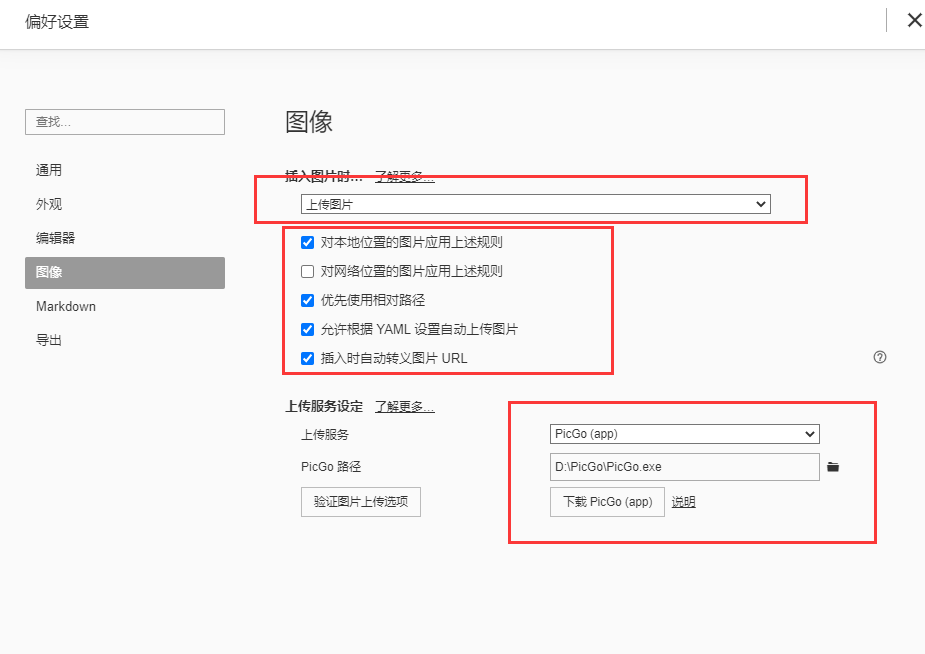 偏好设置
查找...
通用
外观
编辑器
图像
Markdown
导出
图像
插入图片时... 了解更多...
上传图片
对本地位置的图片应用上述规则
对网络位置的图片应用上述规则
优先使用相对路径
允许根据 YAML 设置自动上传图片
插入时自动转义图片 URL
上传服务设定 了解更多...
上传服务 PicGo (app)
PicGo 路径 D:\PicGo\PicGo.exe
验证图片上传选项 下载 PicGo (app) 说明